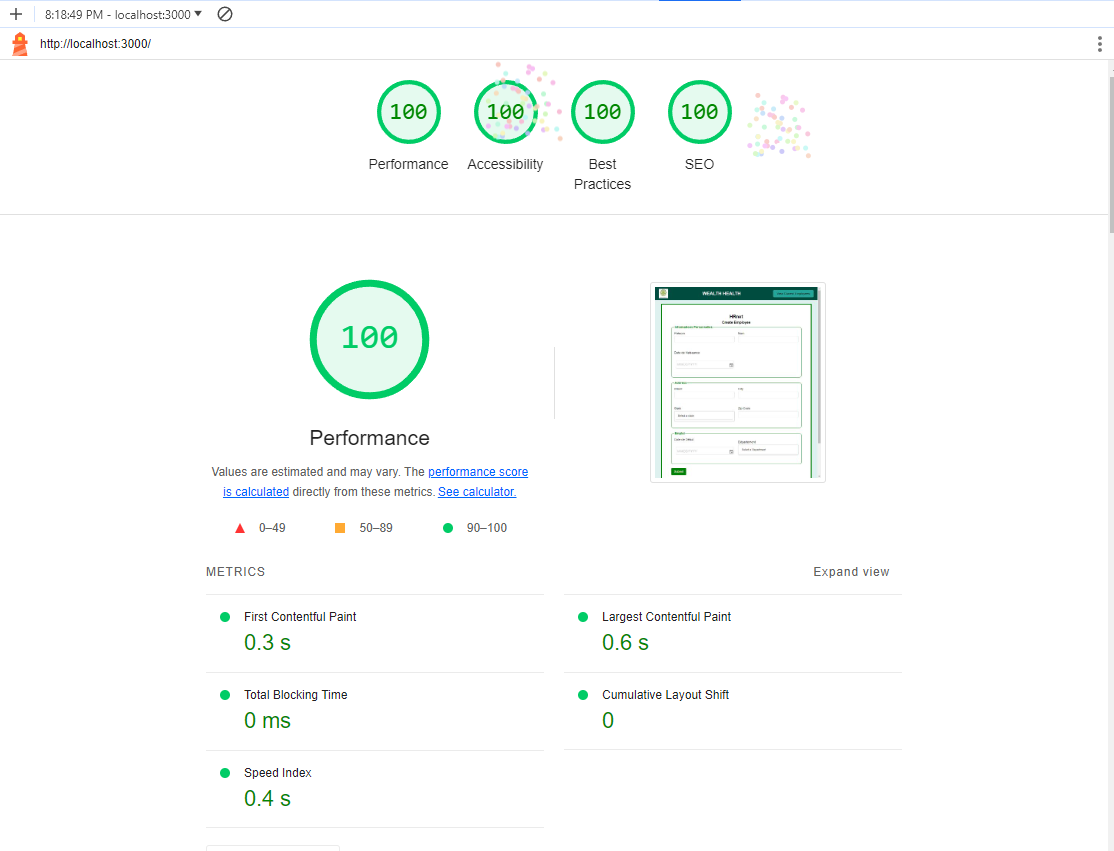 8:18:49 PM - localhost:3000
http://localhost:3000/
100
100
100
100
Performance
Accessibility
Best
Practices
SEO
100
Performance
Values are estimated and may vary. The performance score
is calculated directly from these metrics. See calculator.
0–49
50–89
90–100
WEALTH HEALTH
HRnet
Create Employee
METRICS
Expand view
First Contentful Paint
0.3 s
Largest Contentful Paint
0.6 s
Total Blocking Time
0 ms
Cumulative Layout Shift
0
Speed Index
0.4 s